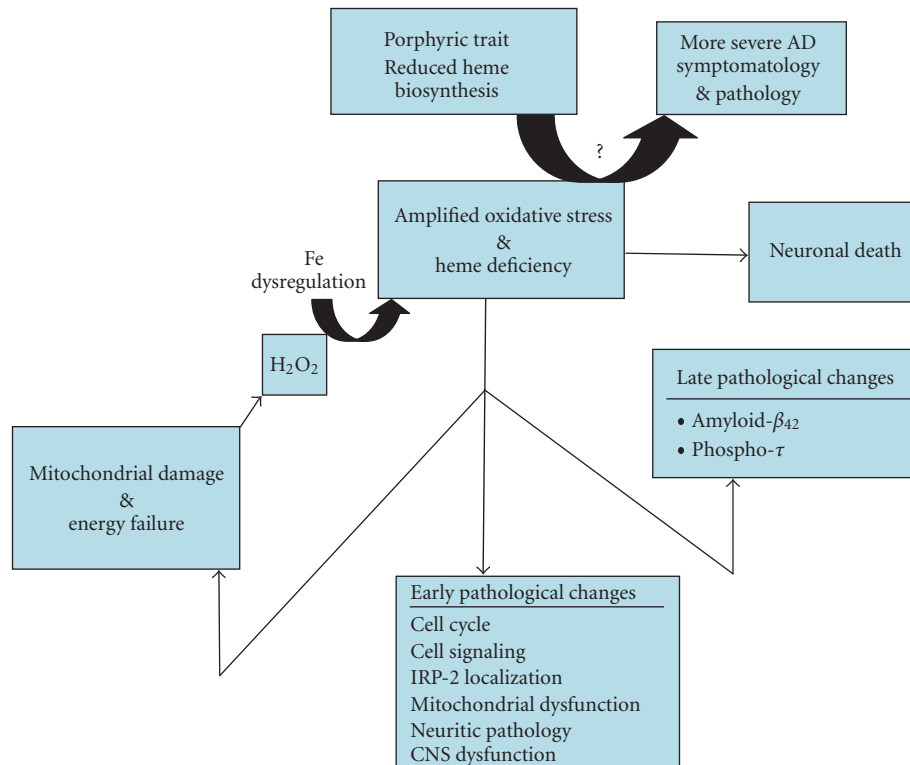 Porphyric trait
Reduced heme
biosynthesis
More severe AD
symptomatology
& pathology
?
Amplified oxidative stress
&
heme deficiency
Neuronal death
Fe
dysregulation
H₂O₂
Late pathological changes
• Amyloid-β₄₂
• Phospho-τ
Mitochondrial damage
&
energy failure
Early pathological changes
Cell cycle
Cell signaling
IRP-2 localization
Mitochondrial dysfunction
Neuritic pathology
CNS dysfunction